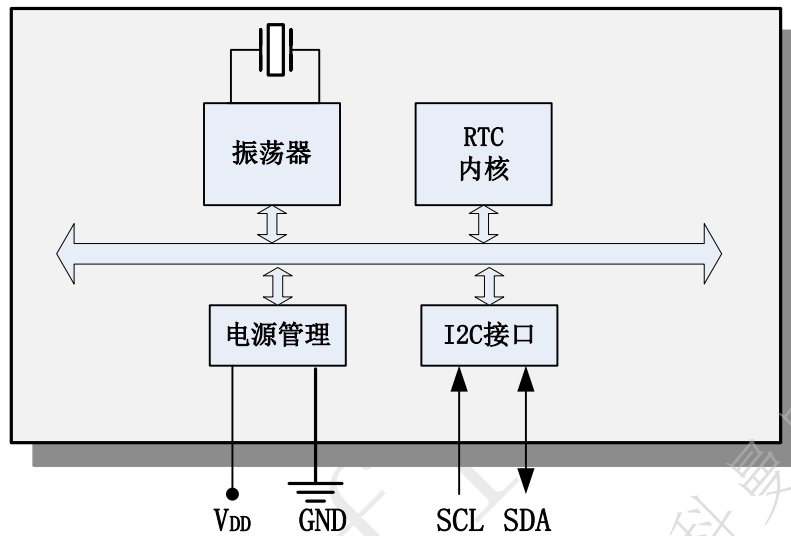 振荡器
RTC
内核
电源管理
I2C接口
VDD
GND
SCL
SDA